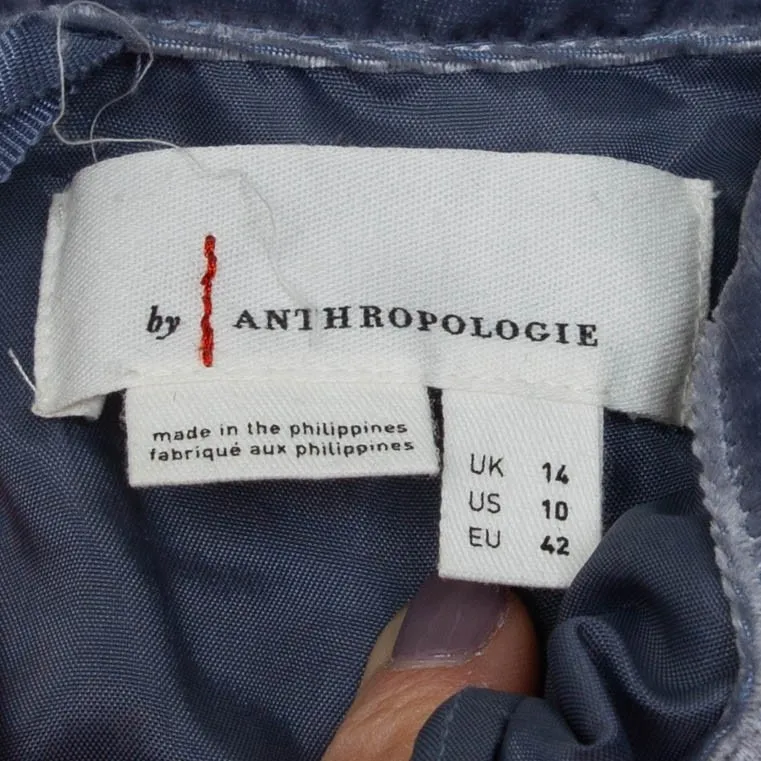 by ANTHROPOLOGIE
made in the philippines
fabriqué aux philippines
UK 14
US 10
EU 42